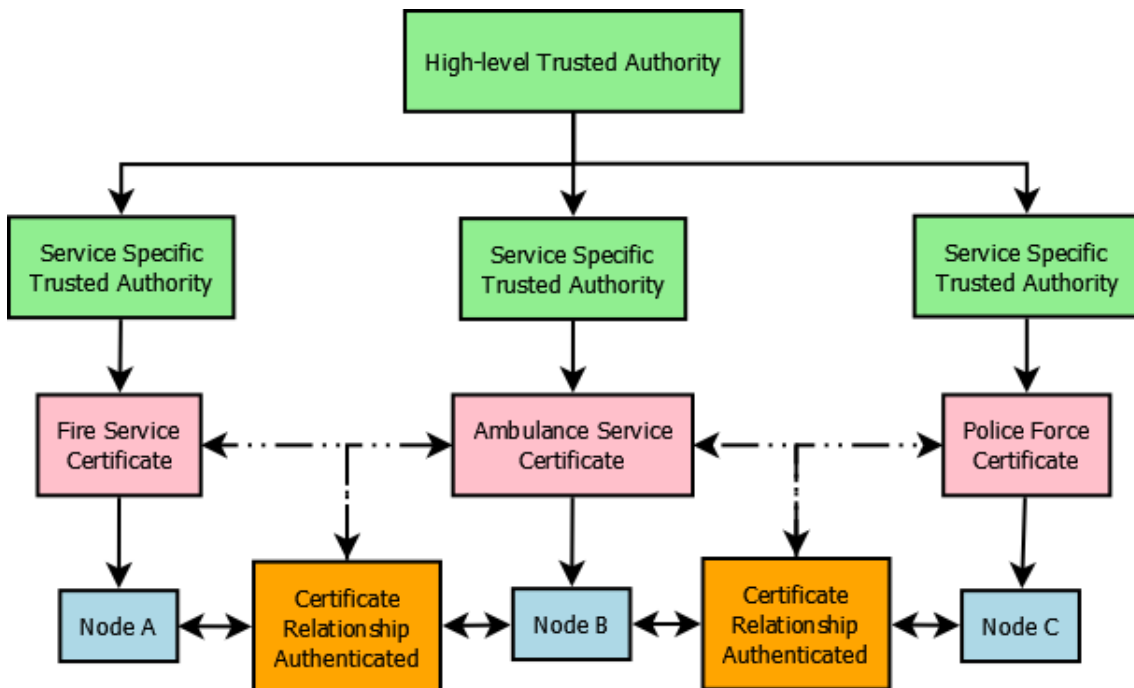 High-level Trusted Authority
Service Specific
Trusted Authority
Service Specific
Trusted Authority
Service Specific
Trusted Authority
Fire Service
Certificate
Ambulance Service
Certificate
Police Force
Certificate
Node A
Certificate
Relationship
Authenticated
Node B
Certificate
Relationship
Authenticated
Node C